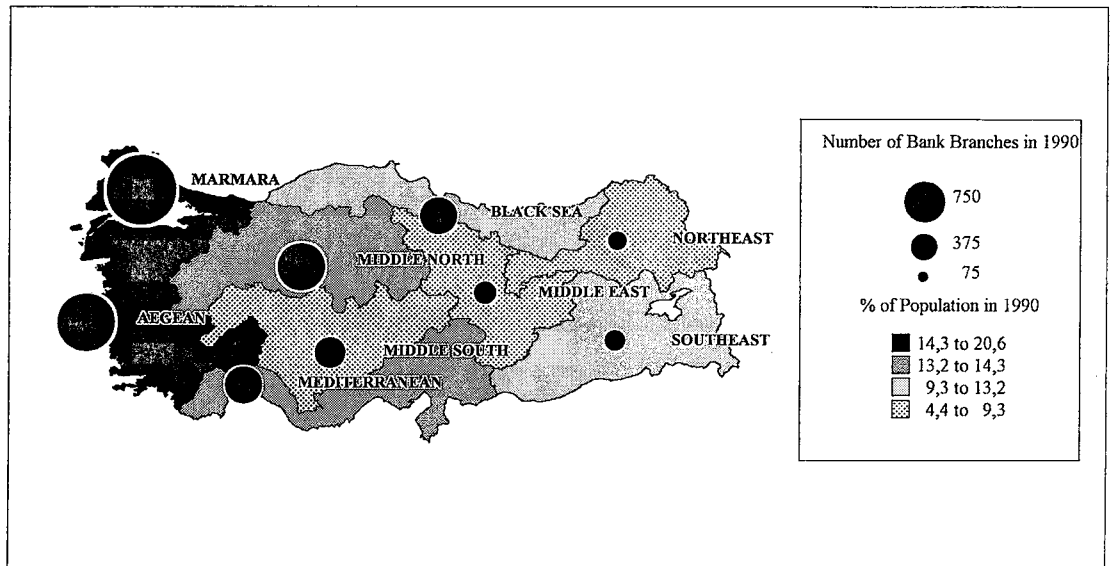 MARMARA
BLACK SEA
NORTHEAST
MIDDLE NORTH
MIDDLE EAST
AEGEAN
SOUTHEAST
MIDDLE SOUTH
MEDITERRANEAN
Number of Bank Branches in 1990
750
375
75
% of Population in 1990
14,3 to 20,6
13,2 to 14,3
9,3 to 13,2
4,4 to 9,3